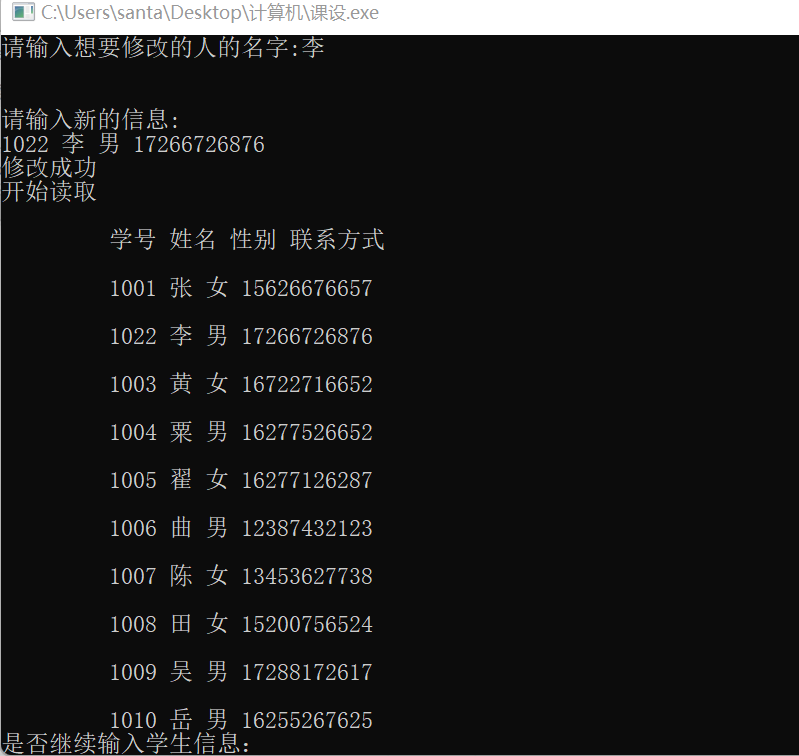 C:\Users\santa\Desktop\计算机\课设.exe
请输入想要修改的人的名字:李
请输入新的信息:
1022 李 男 17266726876
修改成功
开始读取
学号 姓名 性别 联系方式
1001 张 女 15626676657
1022 李 男 17266726876
1003 黄 女 16722716652
1004 粟 男 16277526652
1005 翟 女 16277126287
1006 曲 男 12387432123
1007 陈 女 13453627738
1008 田 女 15200756524
1009 吴 男 17288172617
1010 岳 男 16255267625
是否继续输入学生信息: